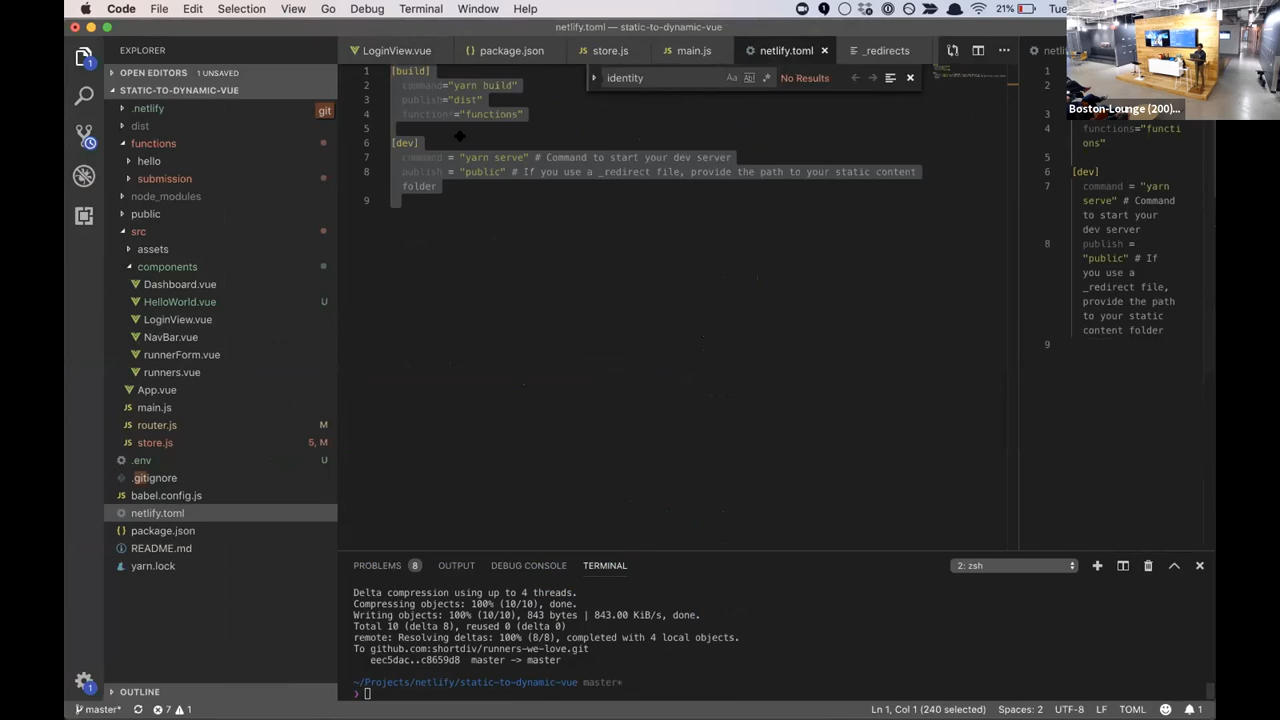 Code File Edit Selection View Go Debug Terminal Window Help 21% Tue
netlify.toml — static-to-dynamic-vue
EXPLORER
OPEN EDITORS 1 UNSAVED
STATIC-TO-DYNAMIC-VUE
.netlify
git
dist
functions
hello
submission
node_modules
public
src
assets
components
Dashboard.vue
HelloWorld.vue U
LoginView.vue
NavBar.vue
runnerForm.vue
runners.vue
App.vue
main.js
router.js M
store.js 5, M
.env U
.gitignore
babel.config.js
netlify.toml
package.json
README.md
yarn.lock
OUTLINE
LoginView.vue package.json store.js main.js netlify.toml _redirects
identity Aa Abl No Results
1 [build]
2 command="yarn build"
3 publish="dist"
4 functions="functions"
5
6 [dev]
7 command = "yarn serve" # Command to start your dev server
8 publish = "public" # If you use a _redirect file, provide the path to your static content
folder
9
netl
1
2
3
Boston-Lounge (200)...
4 functions="functi
ons"
5
6 [dev]
7 command = "yarn
serve" # Command
to start your
dev server
8 publish =
"public" # If
you use a
_redirect file,
provide the path
to your static
content folder
9
PROBLEMS 8 OUTPUT DEBUG CONSOLE TERMINAL 2: zsh
Delta compression using up to 4 threads.
Compressing objects: 100% (10/10), done.
Writing objects: 100% (10/10), 843 bytes | 843.00 KiB/s, done.
Total 10 (delta 8), reused 0 (delta 0)
remote: Resolving deltas: 100% (8/8), completed with 4 local objects.
To github.com:shortdiv/runners-we-love.git
eec5dac..c8659d8 master -> master
~/Projects/netlify/static-to-dynamic-vue master*
❯
master* 7 1 Ln 1, Col 1 (240 selected) Spaces: 2 UTF-8 LF TOML 1